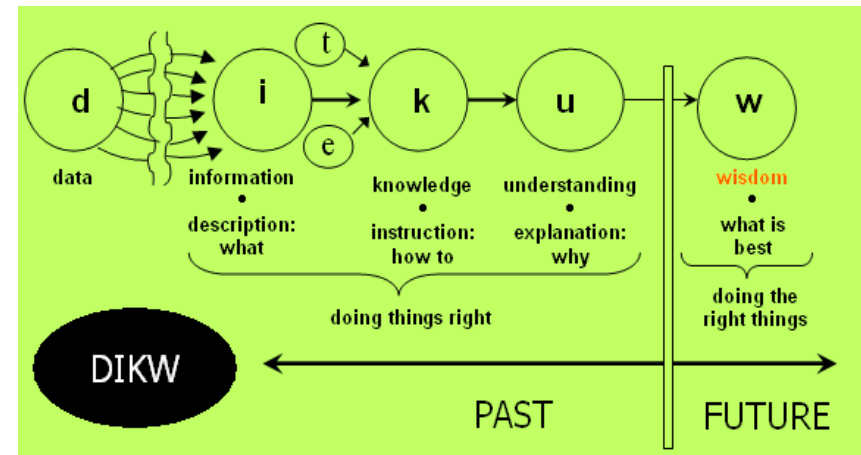 t
d
i
k
u
w
e
data
information
knowledge
understanding
wisdom
description:
what
instruction:
how to
explanation:
why
what is
best
doing things right
doing the
right things
DIKW
PAST
FUTURE